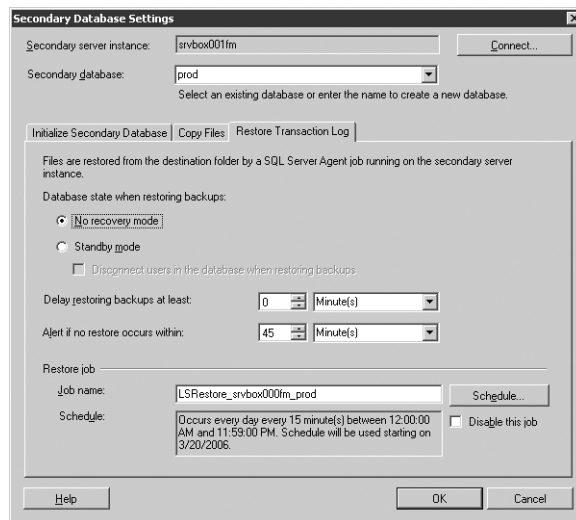 Secondary Database Settings
Secondary server instance: srvbox001fm Connect...
Secondary database: prod
Select an existing database or enter the name to create a new database.
Initialize Secondary Database Copy Files Restore Transaction Log
Files are restored from the destination folder by a SQL Server Agent job running on the secondary server
instance.
Database state when restoring backups:
No recovery mode
Standby mode
Disconnect users in the database when restoring backups
Delay restoring backups at least: 0 Minute(s)
Alert if no restore occurs within: 45 Minute(s)
Restore job
Job name: LSRestore_srvbox000fm_prod Schedule...
Schedule: Occurs every day every 15 minute(s) between 12:00:00 Disable this job
AM and 11:59:00 PM. Schedule will be used starting on
3/20/2006.
Help OK Cancel